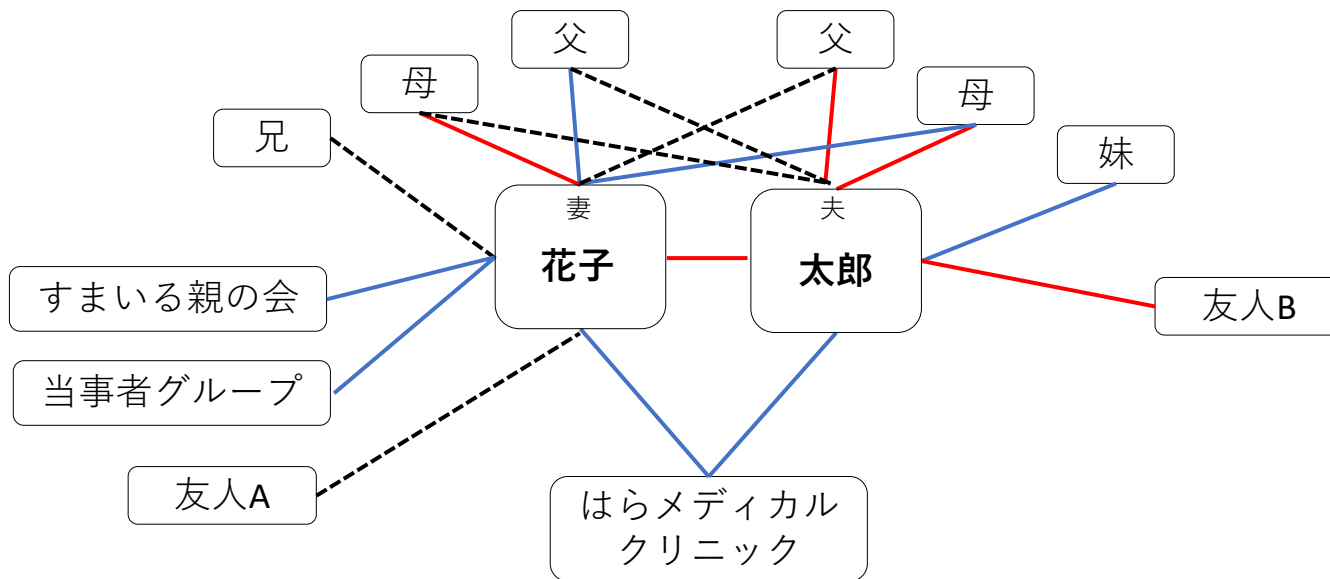 父
父
母
母
兄
妹
妻
花子
夫
太郎
すまいる親の会
友人B
当事者グループ
友人A
はらメディカル
クリニック